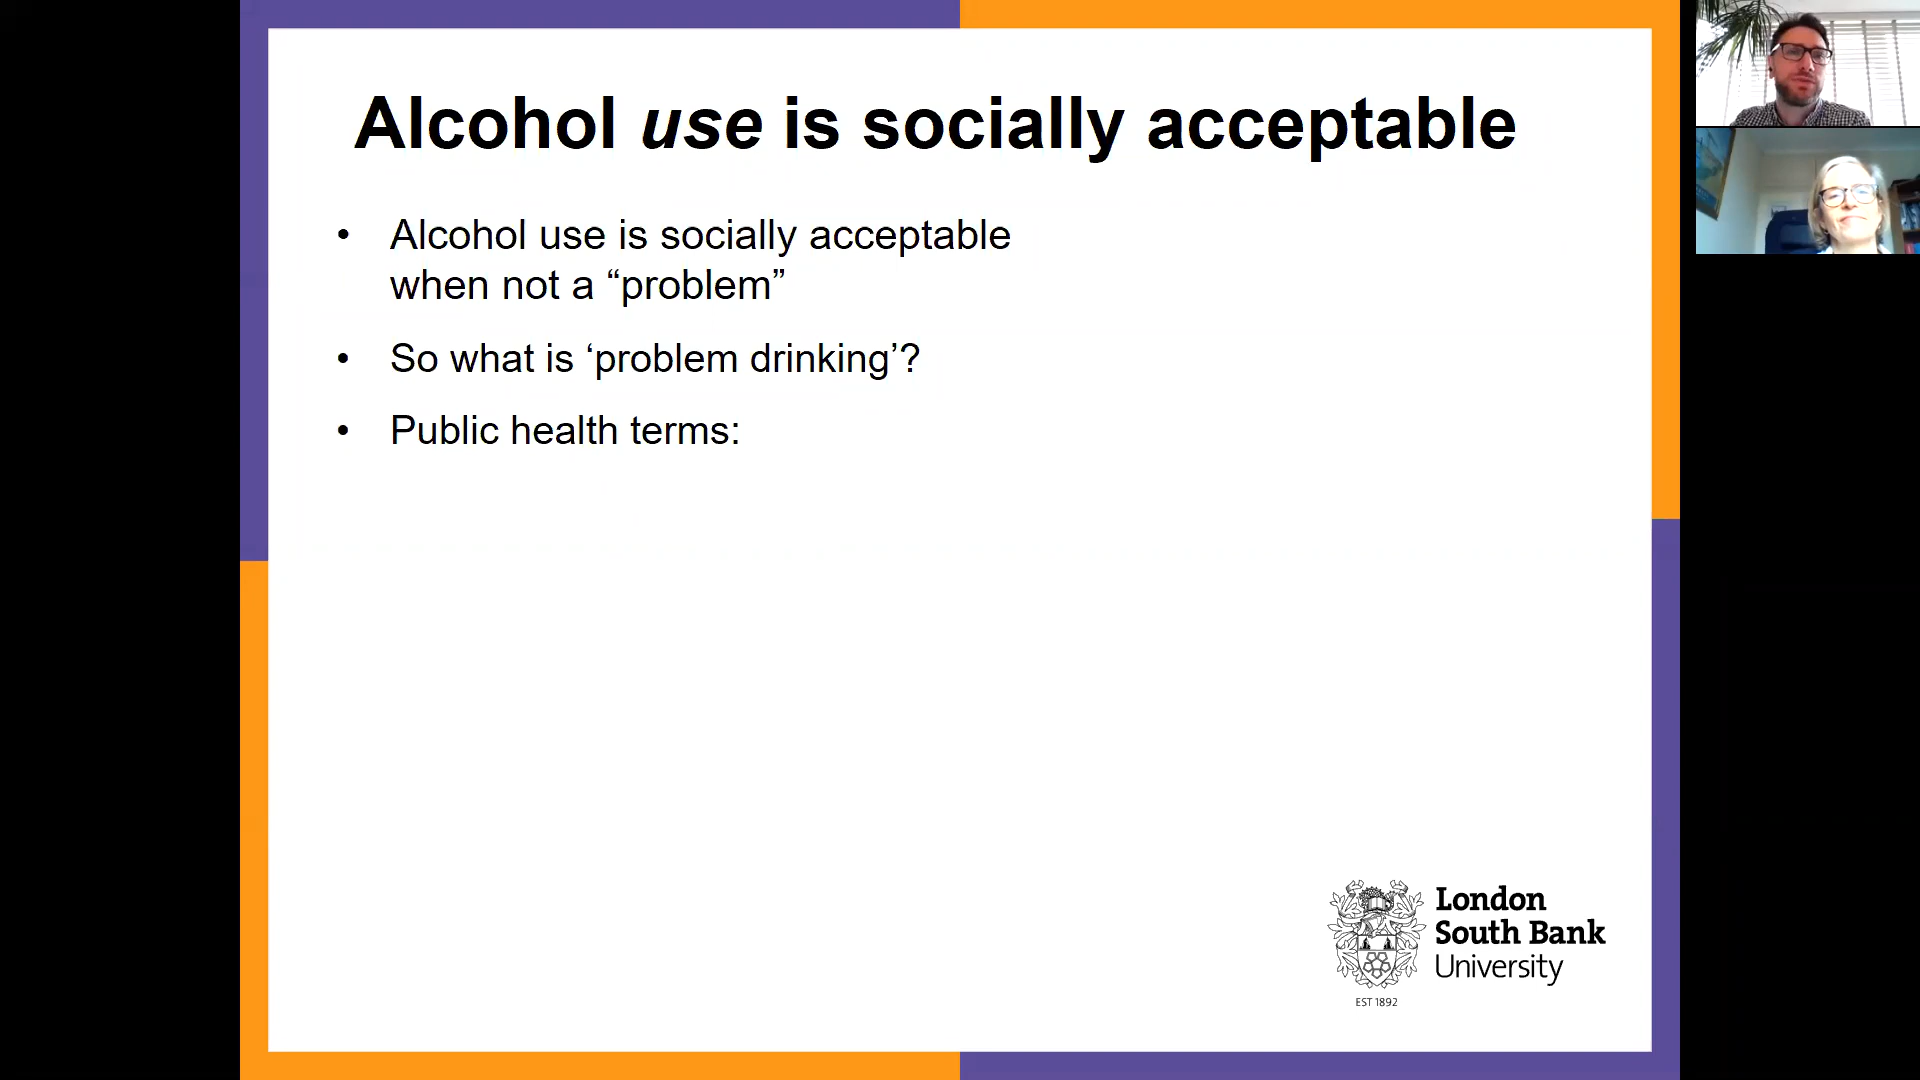 Alcohol use is socially acceptable
• Alcohol use is socially acceptable
when not a “problem”
• So what is ‘problem drinking’?
• Public health terms:
London
South Bank
University
EST 1892